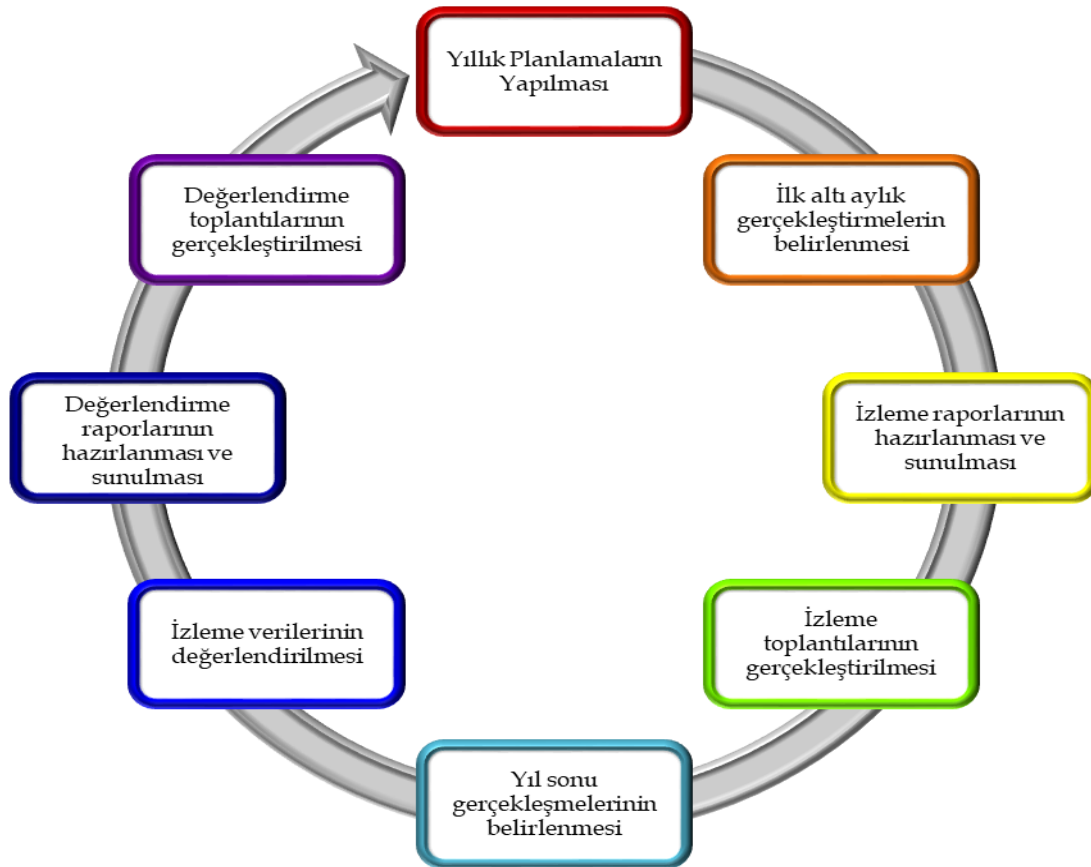 Yıllık Planlamaların
Yapılması
İlk altı aylık
gerçekleştirmelerin
belirlenmesi
İzleme raporlarının
hazırlanması ve
sunulması
İzleme
toplantılarının
gerçekleştirilmesi
Yıl sonu
gerçekleşmelerinin
belirlenmesi
İzleme verilerinin
değerlendirilmesi
Değerlendirme
raporlarının
hazırlanması ve
sunulması
Değerlendirme
toplantılarının
gerçekleştirilmesi